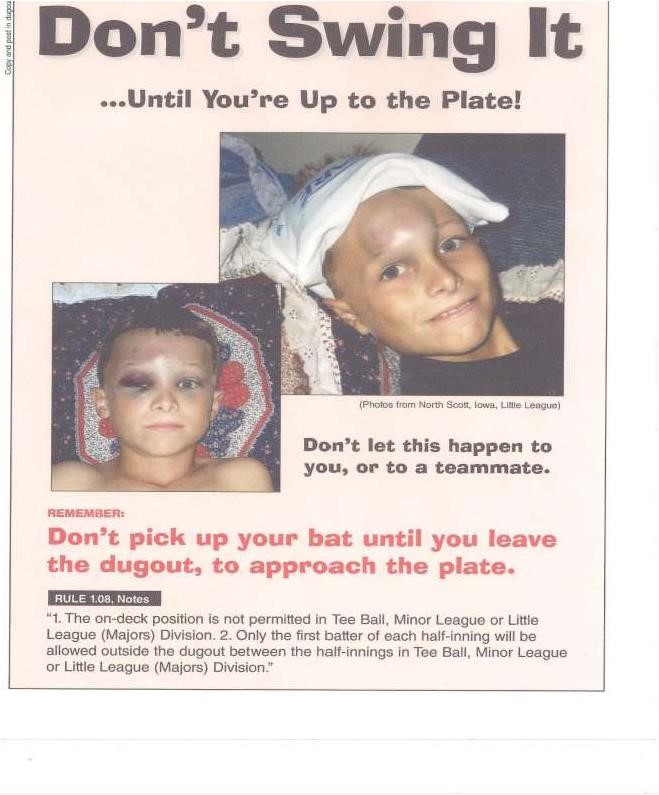 Copy and post in dugou
Don't Swing It
...Until You're Up to the Plate!
(Photos from North Scott, Iowa, Little League)
Don't let this happen to
you, or to a teammate.
REMEMBER:
Don't pick up your bat until you leave
the dugout, to approach the plate.
RULE 1.08, Notes
"1. The on-deck position is not permitted in Tee Ball, Minor League or Little
League (Majors) Division. 2. Only the first batter of each half-inning will be
allowed outside the dugout between the half-innings in Tee Ball, Minor League
or Little League (Majors) Division."